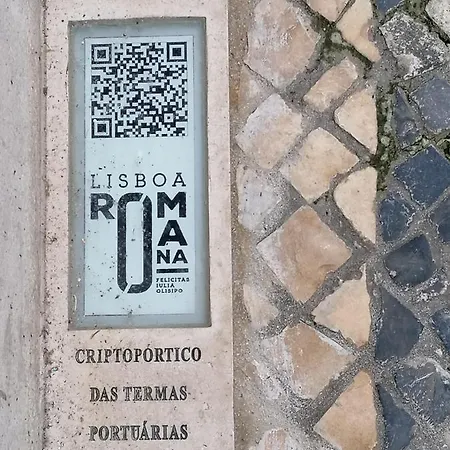 LISBOA
ROMANA
FELICITAS
IULIA
OLISIPO
CRIPTOPÓRTICO
DAS TERMAS
PORTUÁRIAS